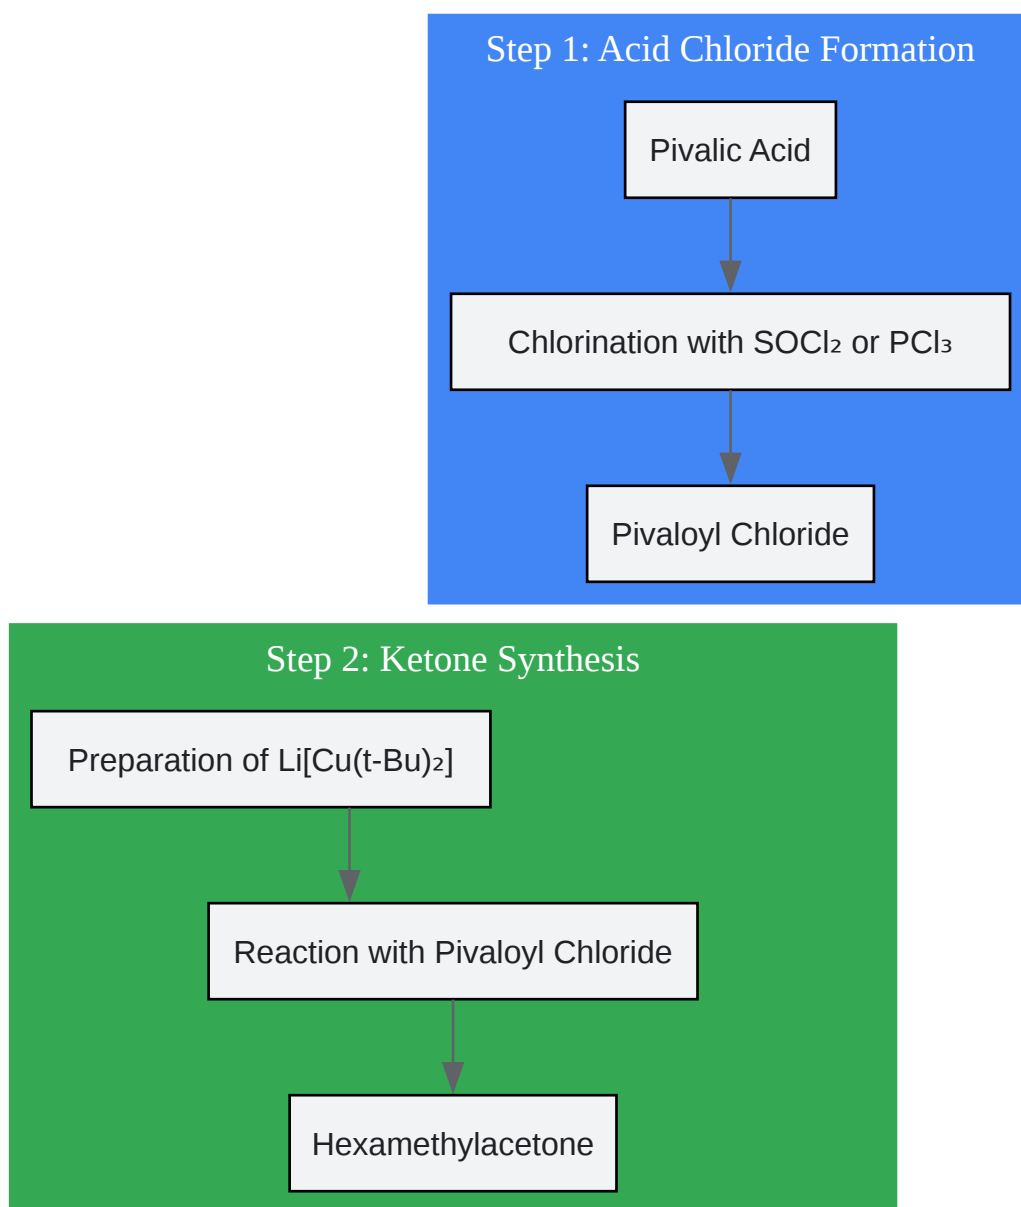 Step 1: Acid Chloride Formation
Pivalic Acid
Chlorination with SOCl₂ or PCl₃
Pivaloyl Chloride
Step 2: Ketone Synthesis
Preparation of Li[Cu(t-Bu)₂]
Reaction with Pivaloyl Chloride
Hexamethylacetone